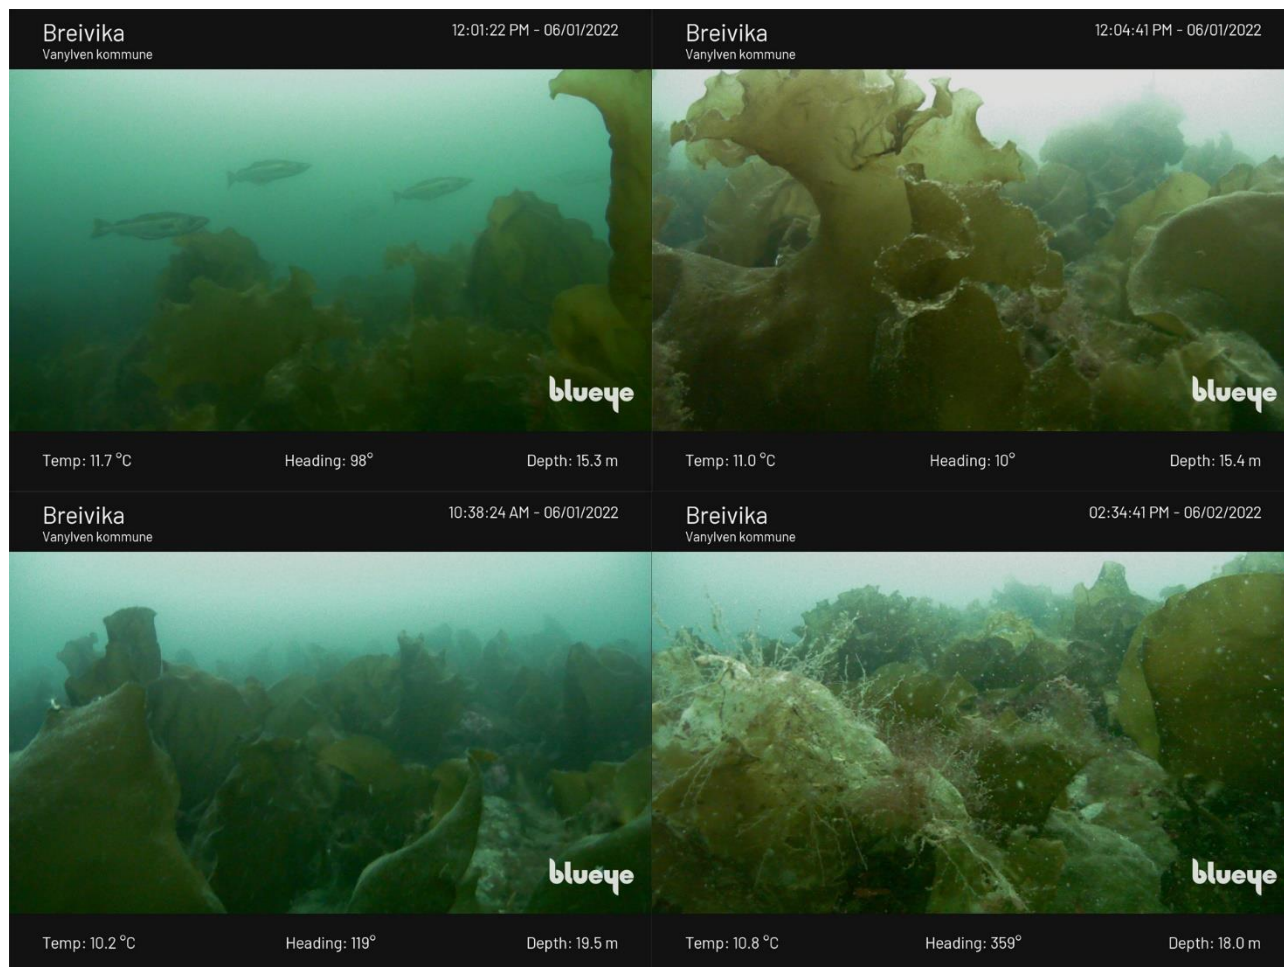 Breivika 12:01:22 PM - 06/01/2022
Vanylven kommune
blueye
Temp: 11.7 °C Heading: 98° Depth: 15.3 m
Breivika 12:04:41 PM - 06/01/2022
Vanylven kommune
blueye
Temp: 11.0 °C Heading: 10° Depth: 15.4 m
Breivika 10:38:24 AM - 06/01/2022
Vanylven kommune
blueye
Temp: 10.2 °C Heading: 119° Depth: 19.5 m
Breivika 02:34:41 PM - 06/02/2022
Vanylven kommune
blueye
Temp: 10.8 °C Heading: 359° Depth: 18.0 m